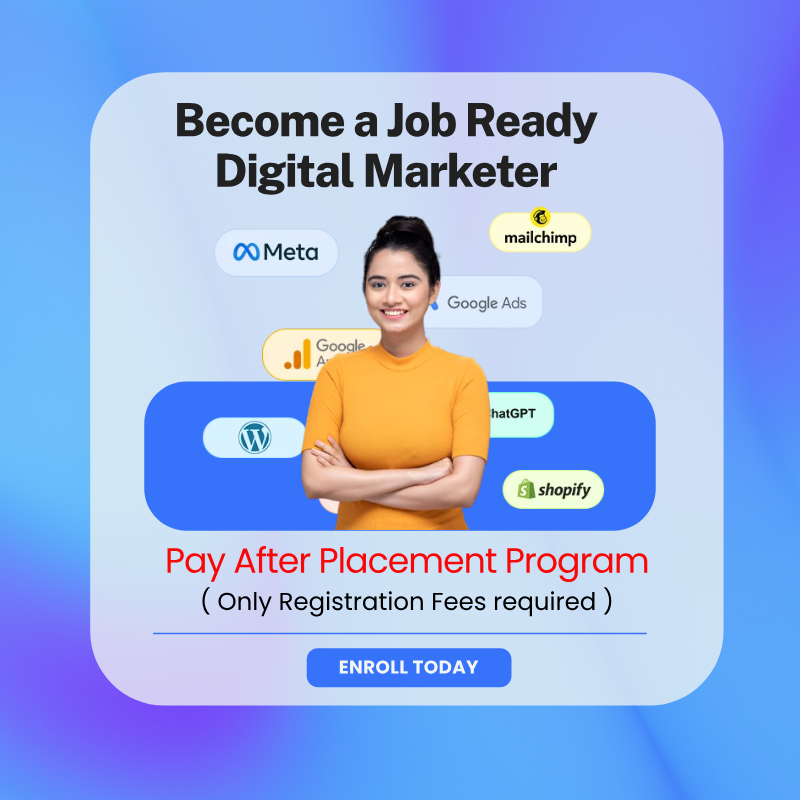 Become a Job Ready
Digital Marketer
mailchimp
Meta
Google Ads
Google
hatGPT
W
shopify
Pay After Placement Program
( Only Registration Fees required )
ENROLL TODAY